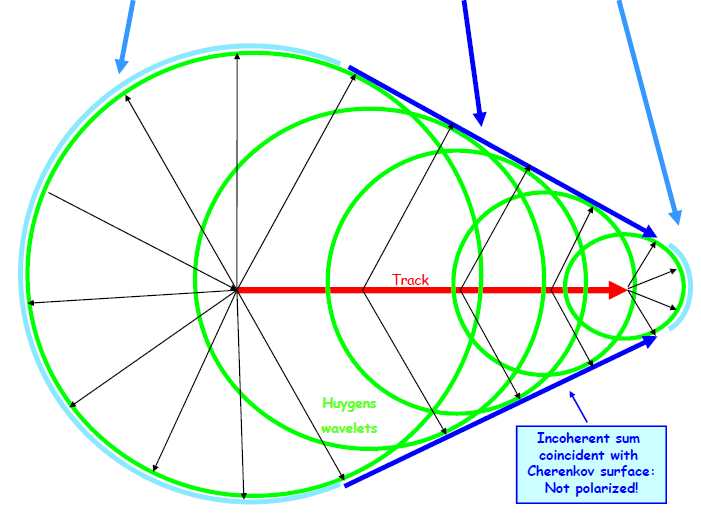 Track
Huygens
wavelets
Incoherent sum
coincident with
Cherenkov surface:
Not polarized!